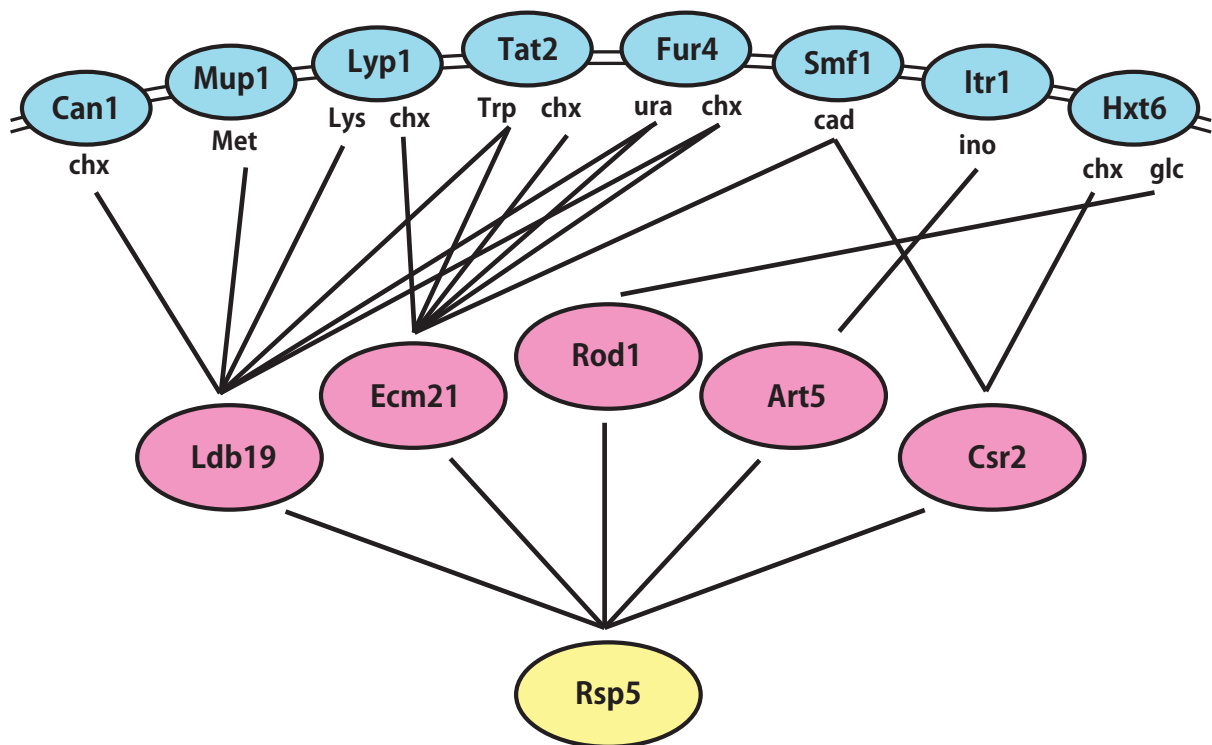 Can1
Mup1
Lyp1
Tat2
Fur4
Smf1
Itr1
Hxt6
chx
Met
Lys
chx
Trp
chx
ura
chx
cad
ino
chx
glc
Ldb19
Ecm21
Rod1
Art5
Csr2
Rsp5